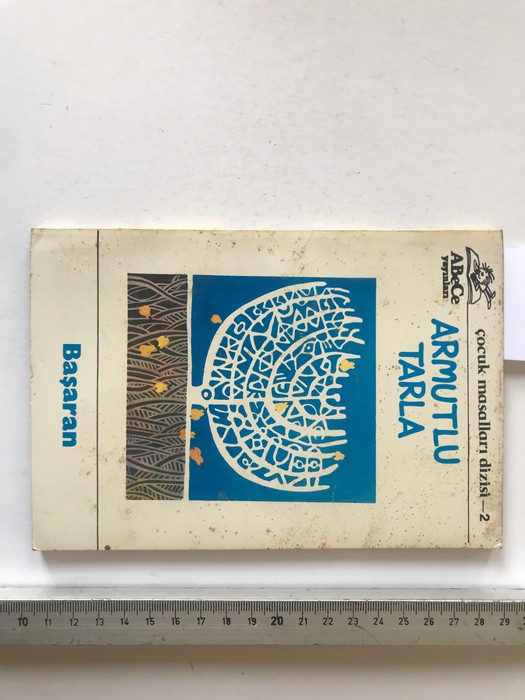 çocuk masalları dizisi — 2
ABeCe
yayınları
ARMUTLU
TARLA
Başaran
10 11 12 13 14 15 16 17 18 19 20 21 22 23 24 25 26 27 28 29